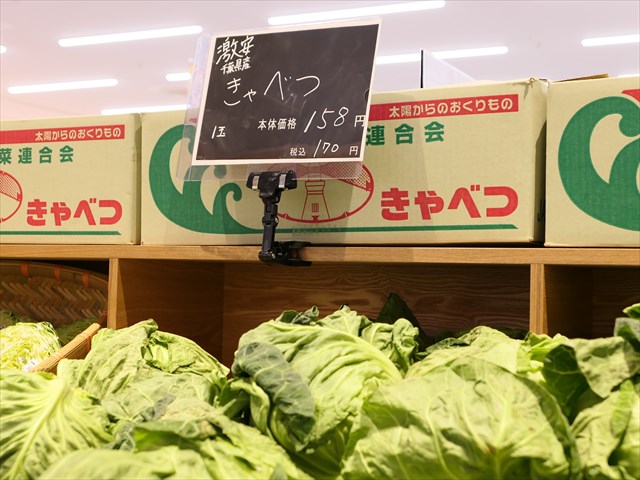 激安
千葉県産
きゃべつ
1玉
本体価格 158円
税込 170円
太陽からのおくりもの
菜連合会
きゃべつ
太陽からのおくりもの
連合会
きゃべつ